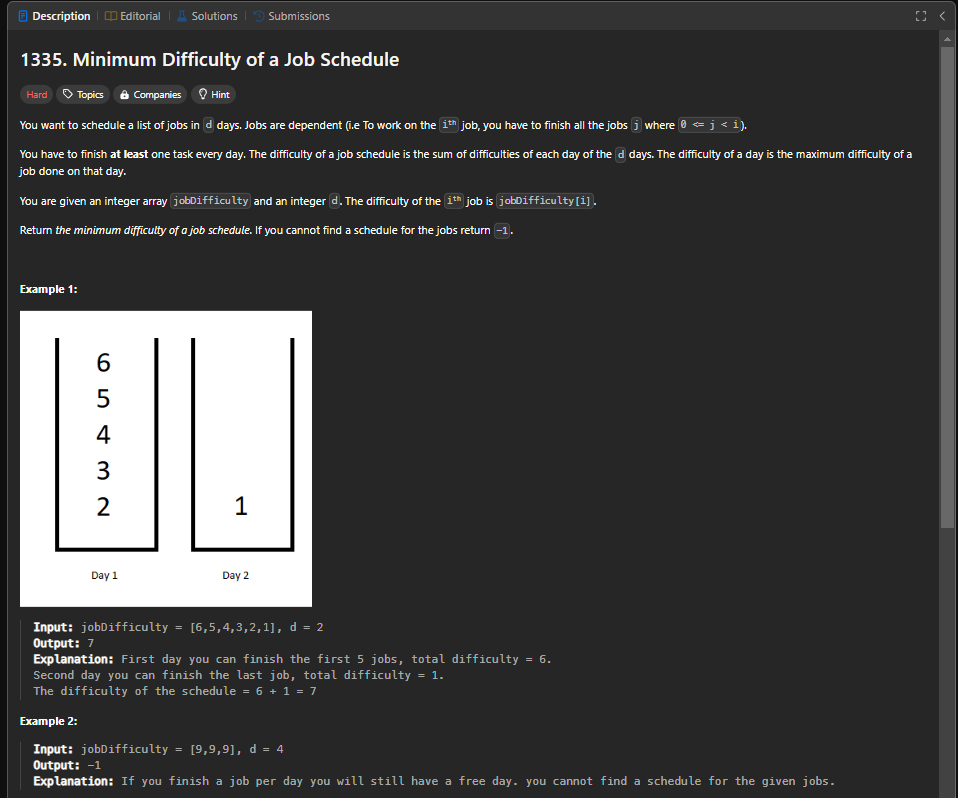 Description | Editorial | Solutions | Submissions
1335. Minimum Difficulty of a Job Schedule
Hard Topics Companies Hint
You want to schedule a list of jobs in d days. Jobs are dependent (i.e To work on the ith job, you have to finish all the jobs j where 0 <= j < i).
You have to finish at least one task every day. The difficulty of a job schedule is the sum of difficulties of each day of the d days. The difficulty of a day is the maximum difficulty of a
job done on that day.
You are given an integer array jobDifficulty and an integer d. The difficulty of the ith job is jobDifficulty[i].
Return the minimum difficulty of a job schedule. If you cannot find a schedule for the jobs return -1.
Example 1:
6
5
4
3
2 1
Day 1 Day 2
Input: jobDifficulty = [6,5,4,3,2,1], d = 2
Output: 7
Explanation: First day you can finish the first 5 jobs, total difficulty = 6.
Second day you can finish the last job, total difficulty = 1.
The difficulty of the schedule = 6 + 1 = 7
Example 2:
Input: jobDifficulty = [9,9,9], d = 4
Output: -1
Explanation: If you finish a job per day you will still have a free day. you cannot find a schedule for the given jobs.